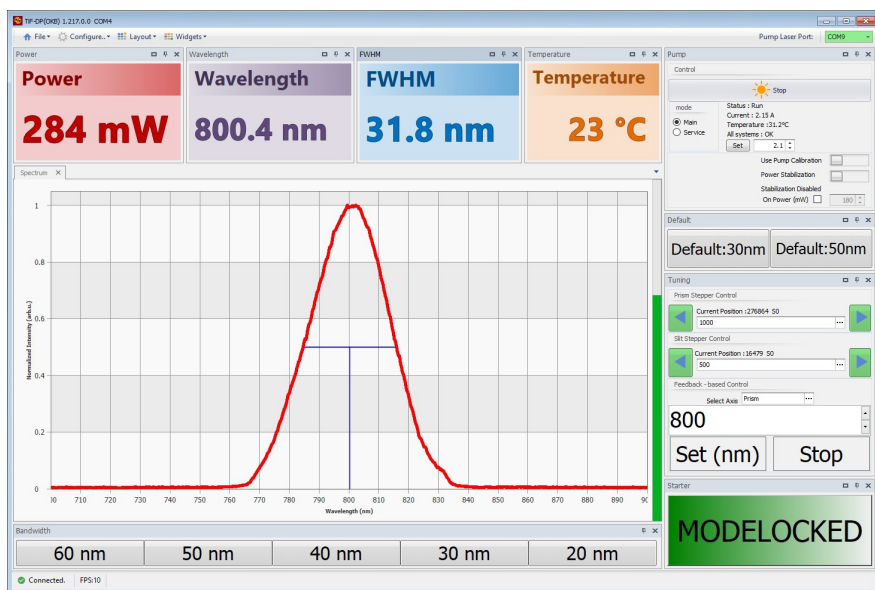 TiF-DP(OKB) 1.217.0.0 COM4
File Configure.. Layout Widgets Pump Laser Port: COM9
Power
Power
284 mW
Wavelength
Wavelength
800.4 nm
FWHM
FWHM
31.8 nm
Temperature
Temperature
23 °C
Spectrum X
Normalized Intensity (arb.u.)
1
0.8
0.6
0.4
0.2
0
10 710 720 730 740 750 760 770 780 790 800 810 820 830 840 850 860 870 880 890 90
Wavelength (nm)
Bandwidth
60 nm 50 nm 40 nm 30 nm 20 nm
Pump
Control
Stop
mode
Main
Service
Status : Run
Current : 2.15 A
Temperature :31.2ºC
All systems : OK
Set 2.1
Use Pump Calibration
Power Stabilization
Stabilization Disabled
On Power (mW) 180
Default
Default:30nm Default:50nm
Tuning
Prism Stepper Control
Current Position :276864 S0
1000 ...
Slit Stepper Control
Current Position :16479 S0
500 ...
Feedback - based Control
Select Axis Prism ...
800
Set (nm) Stop
Starter
MODELOCKED
Connected. FPS:10